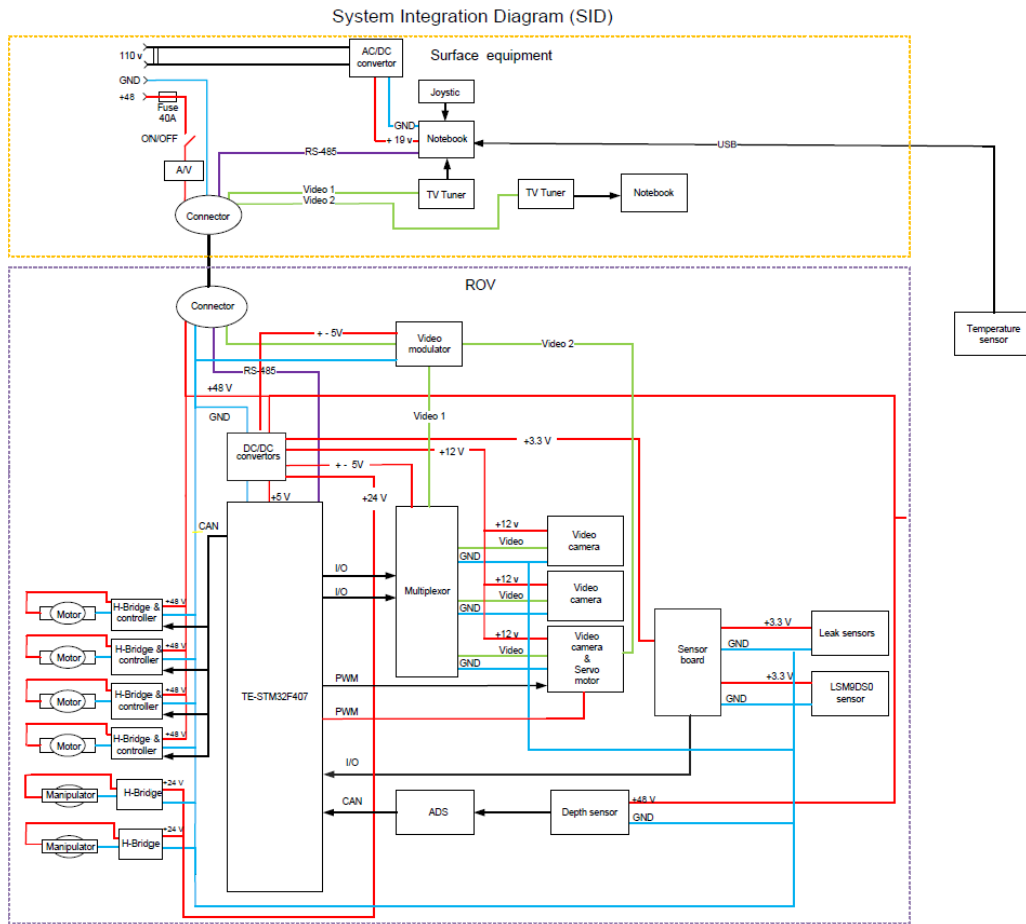 System Integration Diagram (SID)
110 v
AC/DC
convertor
Surface equipment
GND
+48
Fuse
40A
Joystic
ON/OFF
GND
+ 19 v
Notebook
RS-485
USB
A/V
Video 1
Video 2
TV Tuner
TV Tuner
Notebook
Connector
ROV
Connector
Temperature
sensor
+ - 5V
Video
modulator
Video 2
RS-485
+48 V
GND
Video 1
DC/DC
convertors
+3.3 V
+12 V
+ - 5V
+5 V
+24 V
CAN
TE-STM32F407
Multiplexor
+12 v
Video
GND
Video
camera
I/O
I/O
+12 v
Video
GND
Video
camera
+12 v
Video
GND
Video
camera
&
Servo
motor
PWM
PWM
Motor
H-Bridge &
controller
+48 V
Motor
H-Bridge &
controller
+48 V
Motor
H-Bridge &
controller
+48 V
Motor
H-Bridge &
controller
+48 V
Sensor
board
+3.3 V
GND
Leak sensors
+3.3 V
GND
LSM9DS0
sensor
I/O
Manipulator
H-Bridge
+24 V
Manipulator
H-Bridge
+24 V
CAN
ADS
Depth sensor
+48 V
GND